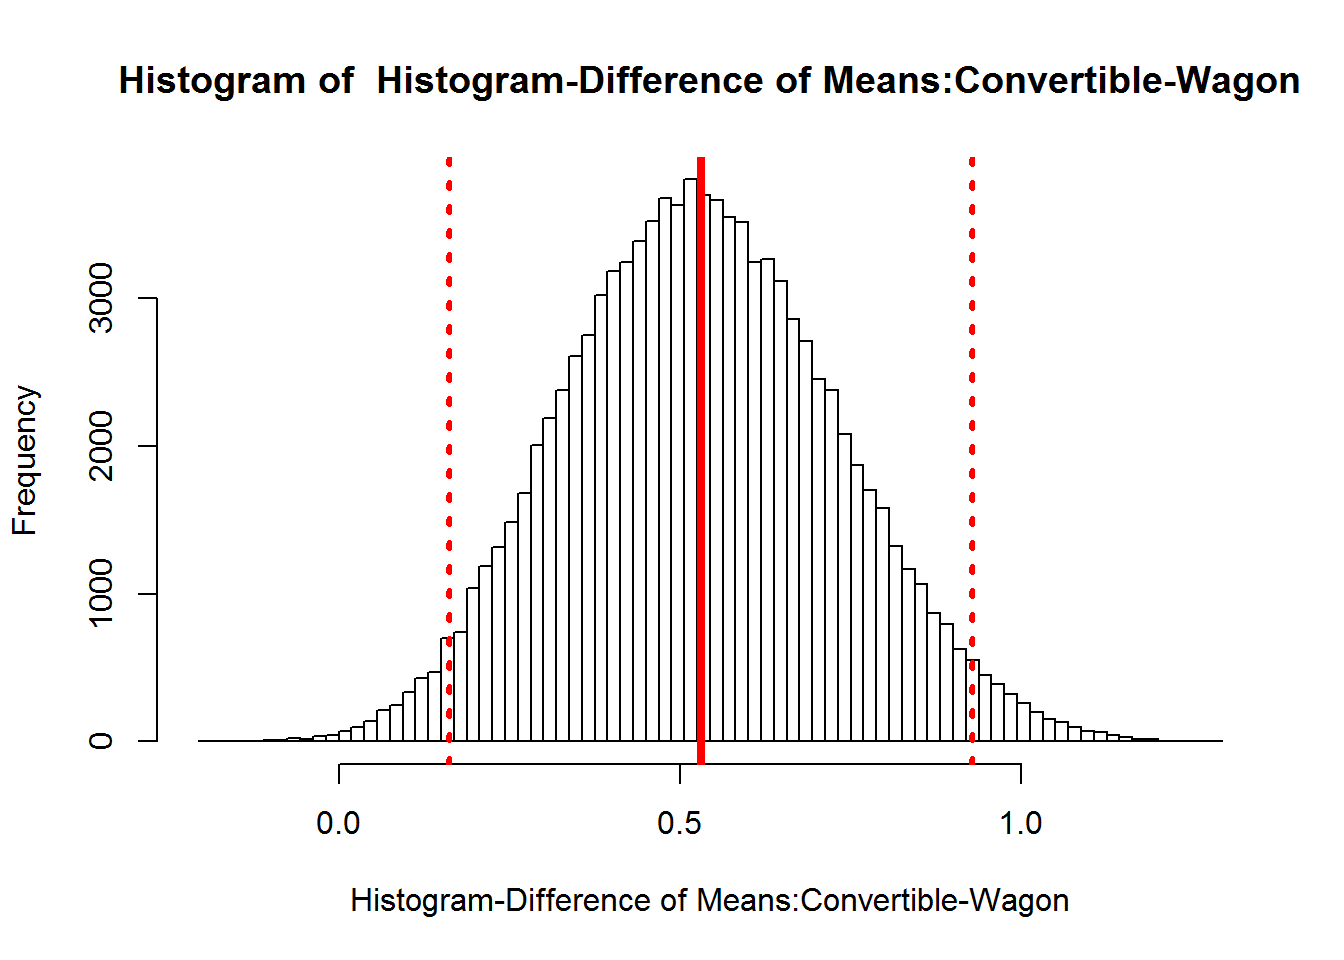 Histogram of  Histogram-Difference of Means:Convertible-Wagon
Frequency
3000
2000
1000
0
0.0 0.5 1.0
Histogram-Difference of Means:Convertible-Wagon